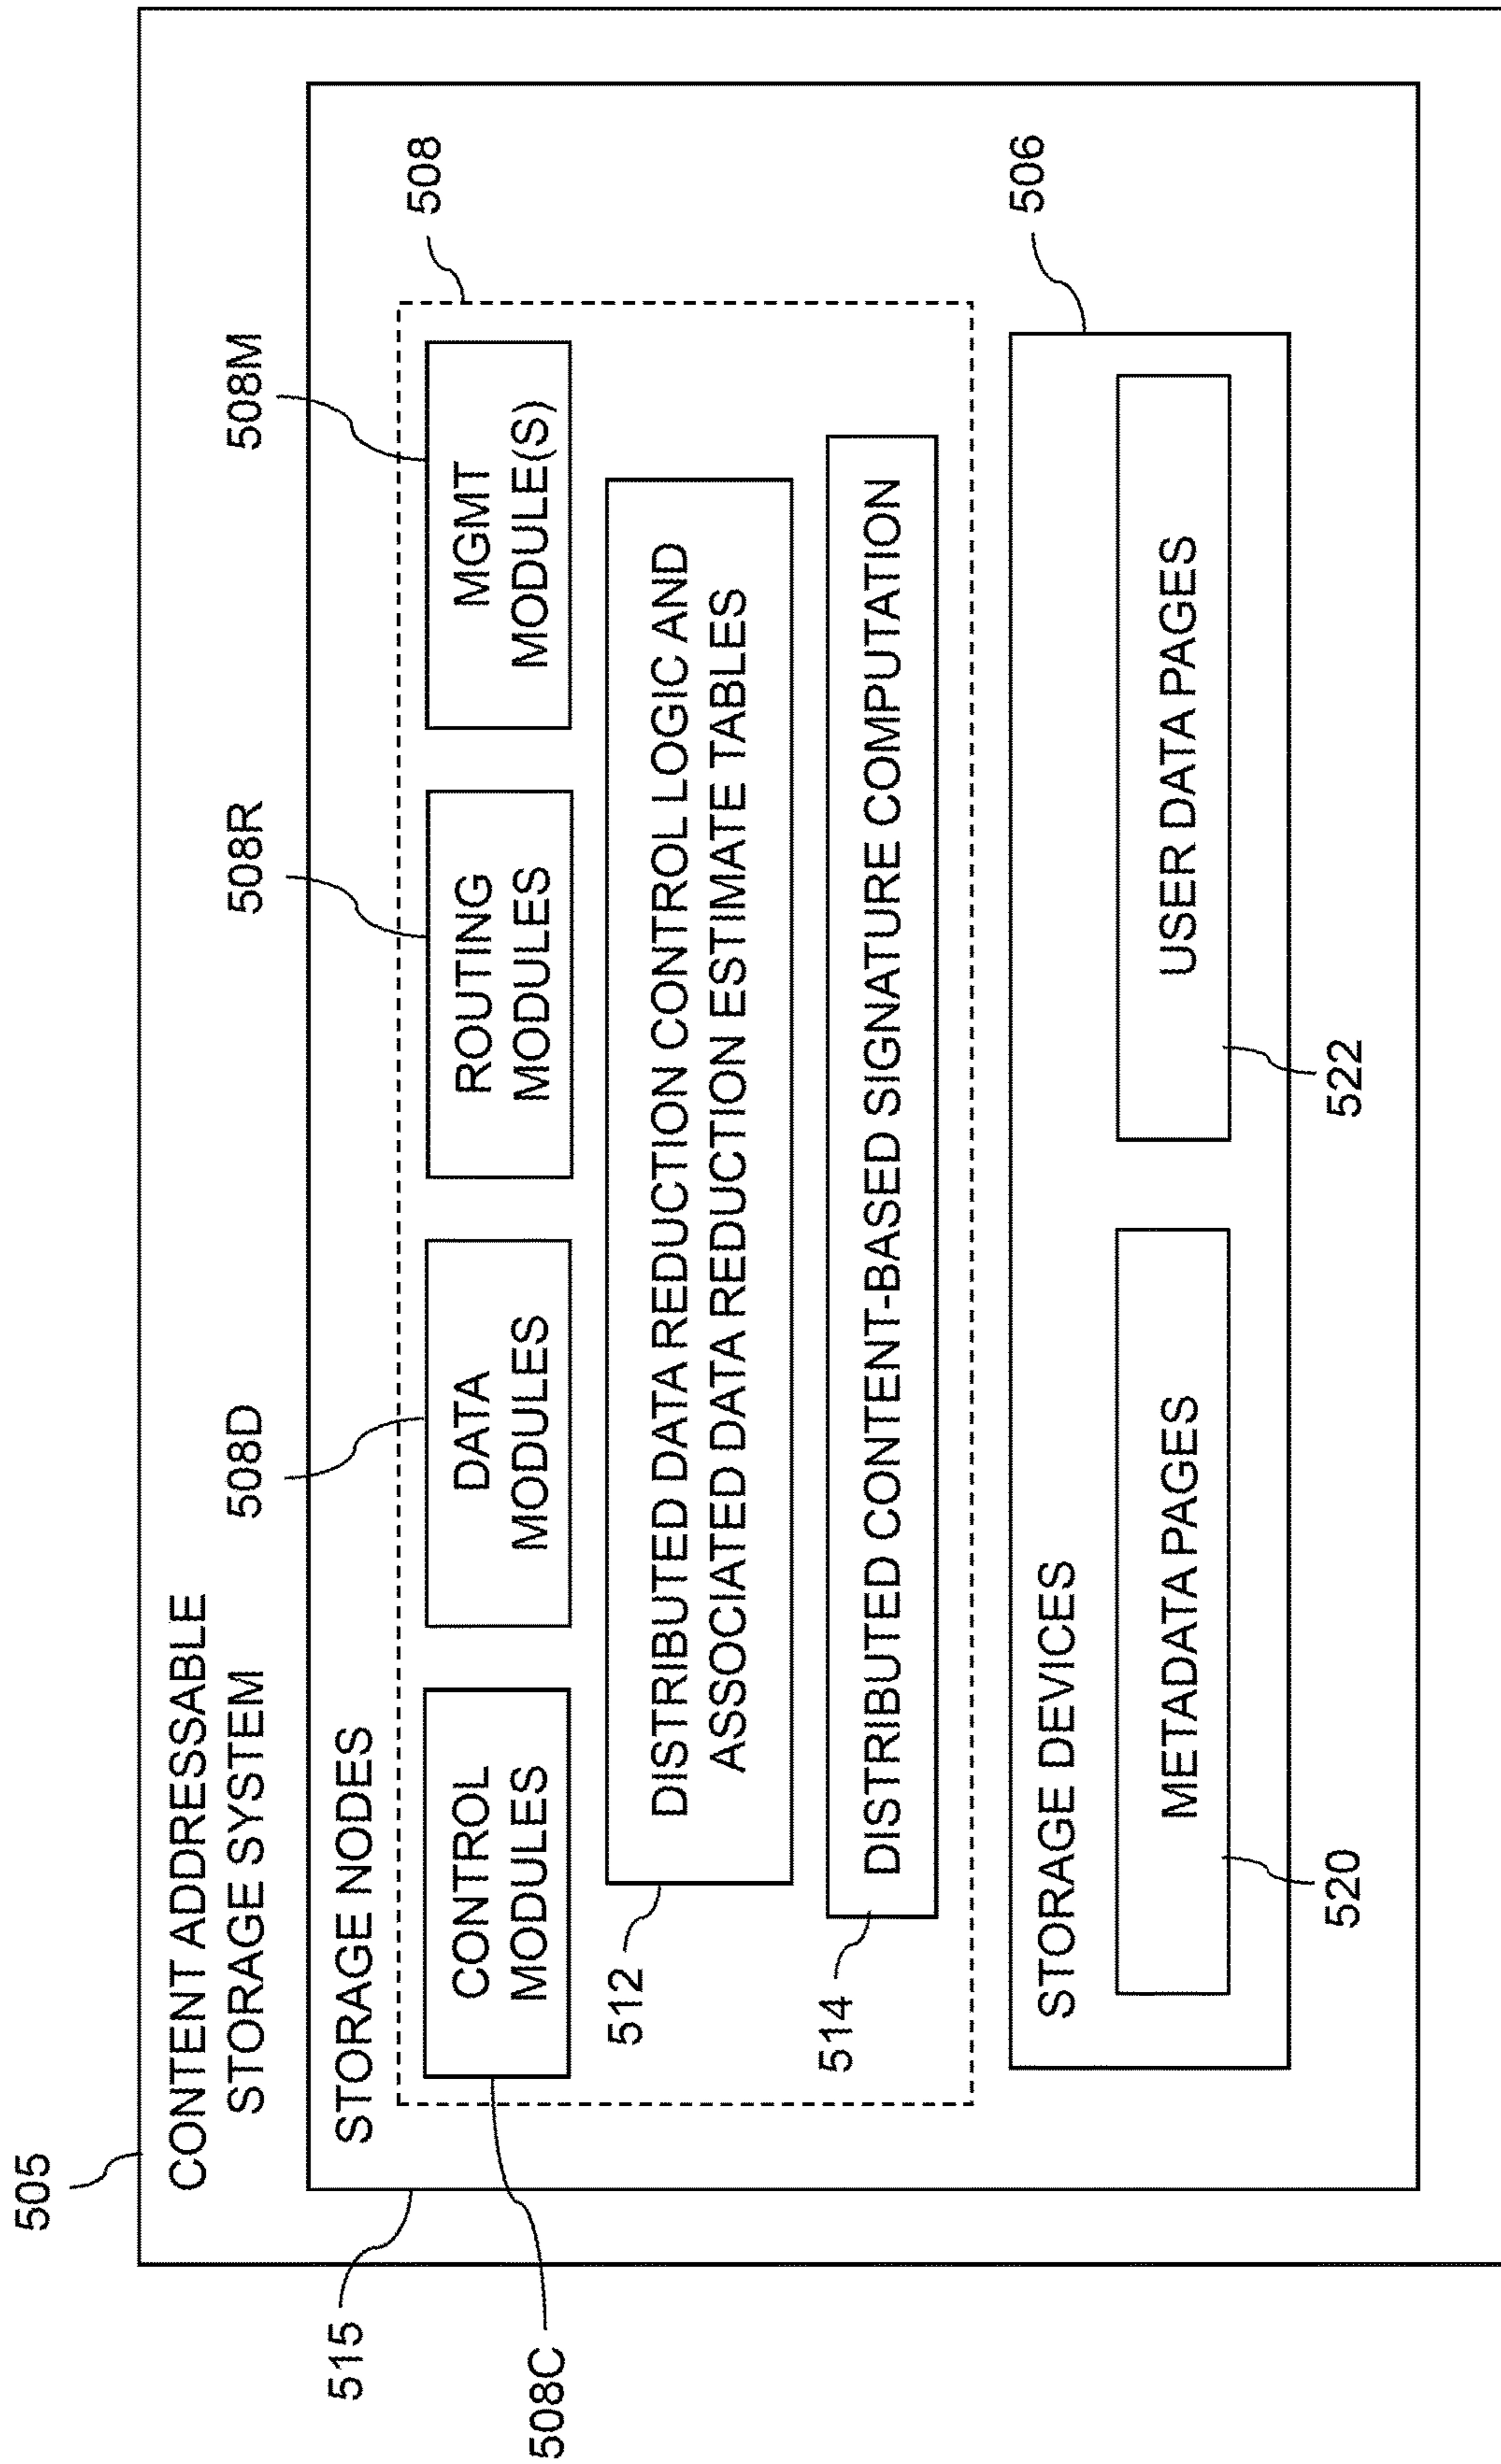 505
CONTENT ADDRESSABLE
STORAGE SYSTEM
508D
508R
508M
515
STORAGE NODES
508
508C
CONTROL
MODULES
DATA
MODULES
ROUTING
MODULES
MGMT
MODULE(S)
512
DISTRIBUTED DATA REDUCTION CONTROL LOGIC AND
ASSOCIATED DATA REDUCTION ESTIMATE TABLES
514
DISTRIBUTED CONTENT-BASED SIGNATURE COMPUTATION
506
STORAGE DEVICES
METADATA PAGES
USER DATA PAGES
520
522